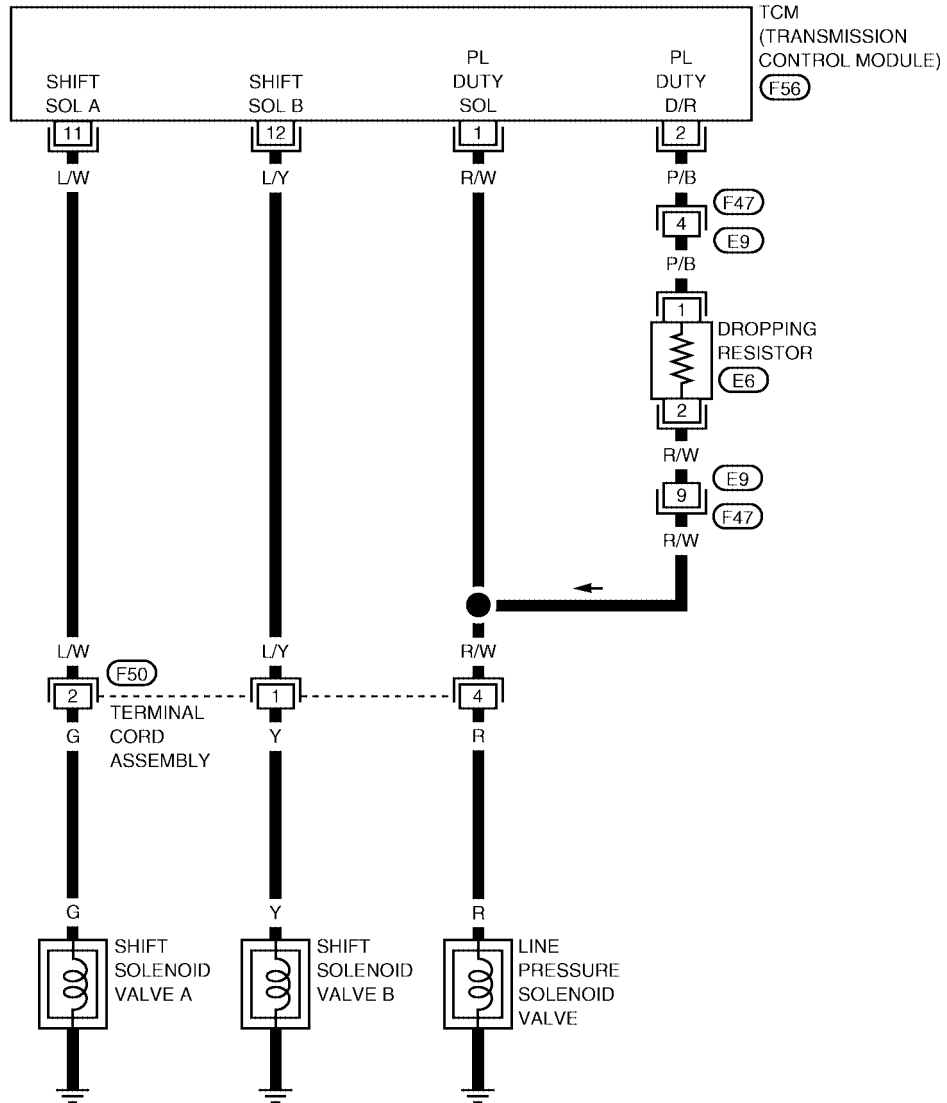 TCM
(TRANSMISSION
CONTROL MODULE)
F56
SHIFT
SOL A
SHIFT
SOL B
PL
DUTY
SOL
PL
DUTY
D/R
11
12
1
2
L/W
L/Y
R/W
P/B
F47
4
E9
P/B
1
DROPPING
RESISTOR
E6
2
R/W
E9
9
F47
R/W
L/W
L/Y
R/W
F50
2
1
4
TERMINAL
CORD
ASSEMBLY
G
Y
R
G
Y
R
SHIFT
SOLENOID
VALVE A
SHIFT
SOLENOID
VALVE B
LINE
PRESSURE
SOLENOID
VALVE